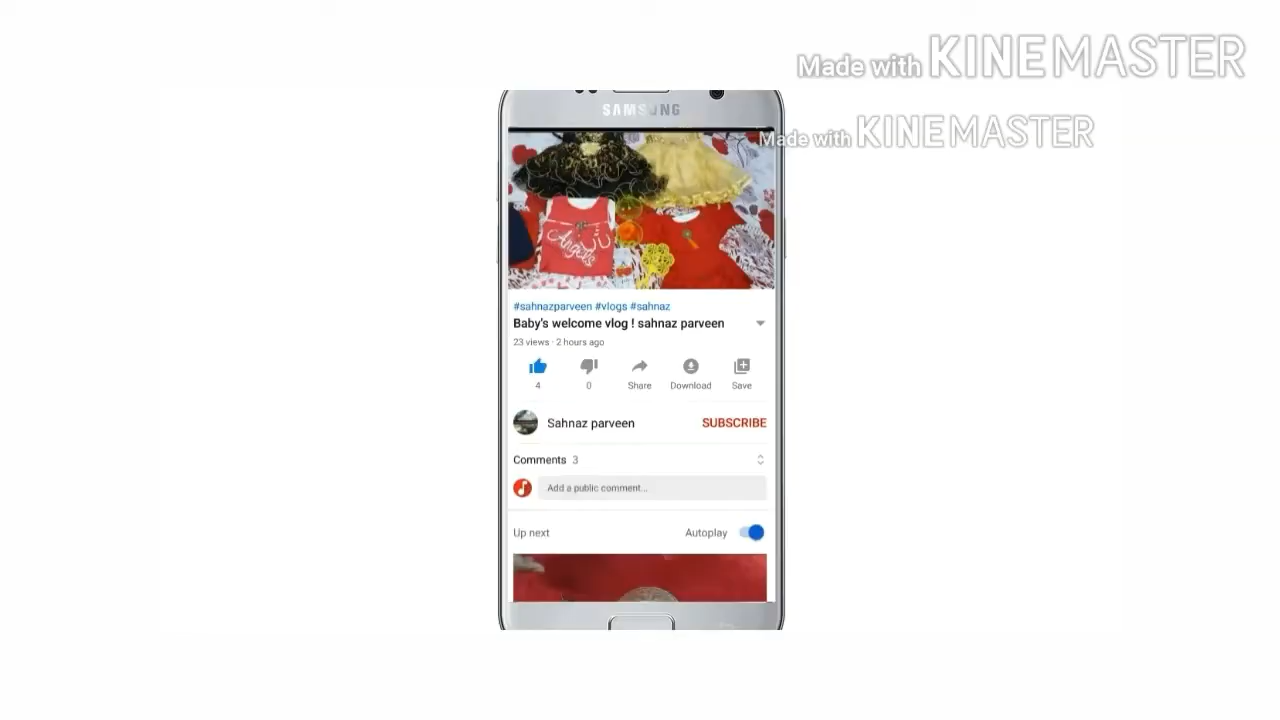 Made with KINEMASTER
SAMSUNG
Made with KINEMASTER
Angels
#sahnazparveen #vlogs #sahnaz
Baby's welcome vlog ! sahnaz parveen
23 views · 2 hours ago
4
0
Share
Download
Save
Sahnaz parveen
SUBSCRIBE
Comments 3
Add a public comment...
Up next
Autoplay